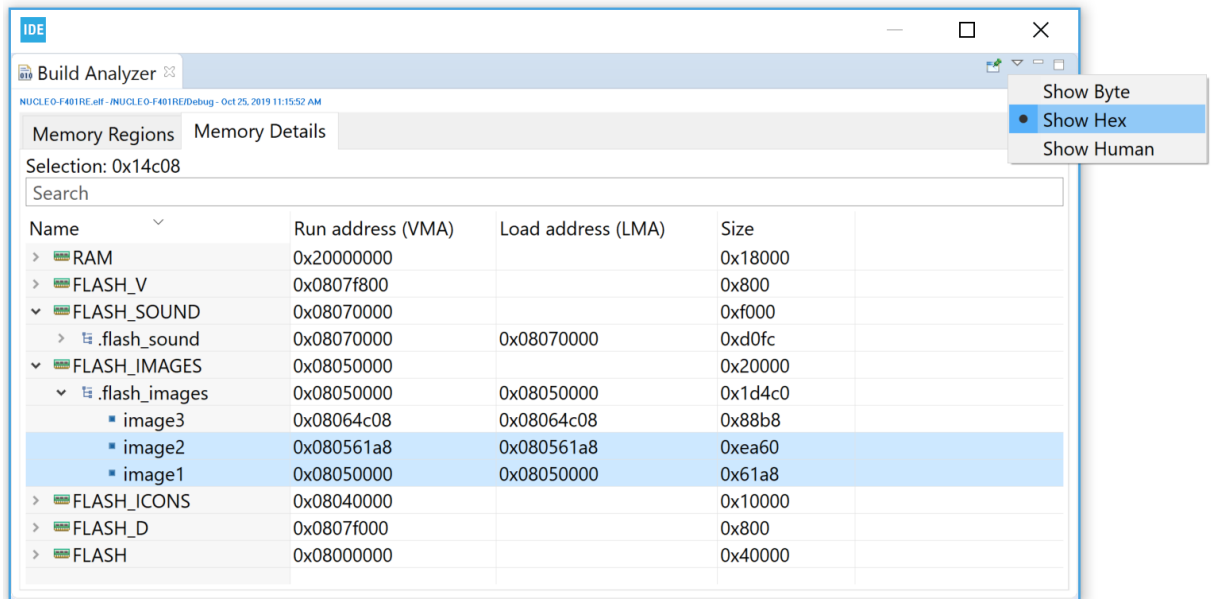 IDE
Build Analyzer
NUCLEO-F401RE.elf - /NUCLEO-F401RE/Debug - Oct 25, 2019 11:15:52 AM
Show Byte
Show Hex
Show Human
Memory Regions Memory Details
Selection: 0x14c08
Search
Name Run address (VMA) Load address (LMA) Size
RAM 0x20000000 0x18000
FLASH_V 0x0807f800 0x800
FLASH_SOUND 0x08070000 0xf000
.flash_sound 0x08070000 0x08070000 0xd0fc
FLASH_IMAGES 0x08050000 0x20000
.flash_images 0x08050000 0x08050000 0x1d4c0
image3 0x08064c08 0x08064c08 0x88b8
image2 0x080561a8 0x080561a8 0xea60
image1 0x08050000 0x08050000 0x61a8
FLASH_ICONS 0x08040000 0x10000
FLASH_D 0x0807f000 0x800
FLASH 0x08000000 0x40000